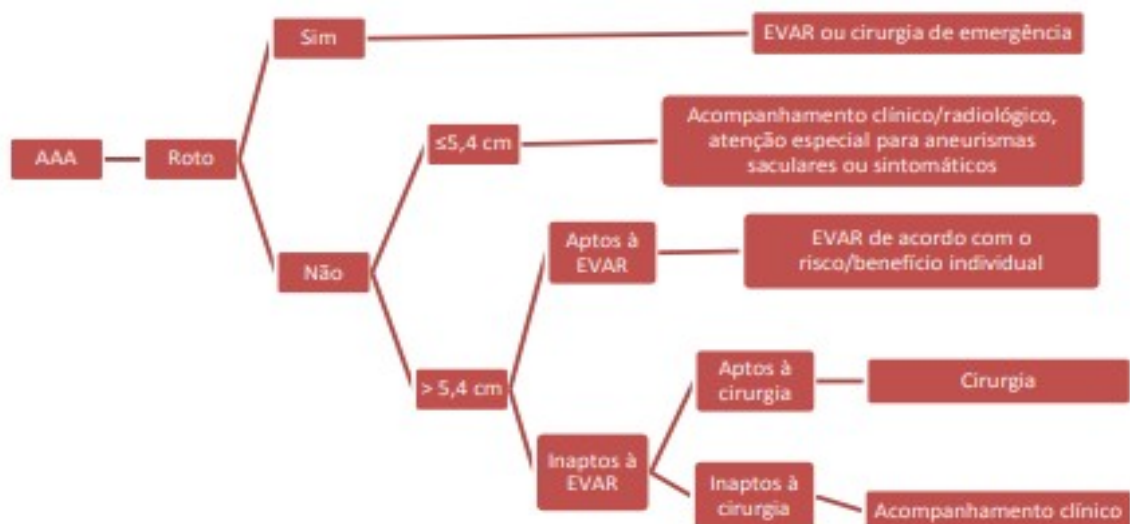 Sim
EVAR ou cirurgia de emergência
AAA
Roto
≤5,4 cm
Acompanhamento clínico/radiológico,
atenção especial para aneurismas
saculares ou sintomáticos
Não
Aptos à
EVAR
EVAR de acordo com o
risco/benefício individual
> 5,4 cm
Aptos à
cirurgia
Cirurgia
Inaptos à
EVAR
Inaptos à
cirurgia
Acompanhamento clínico